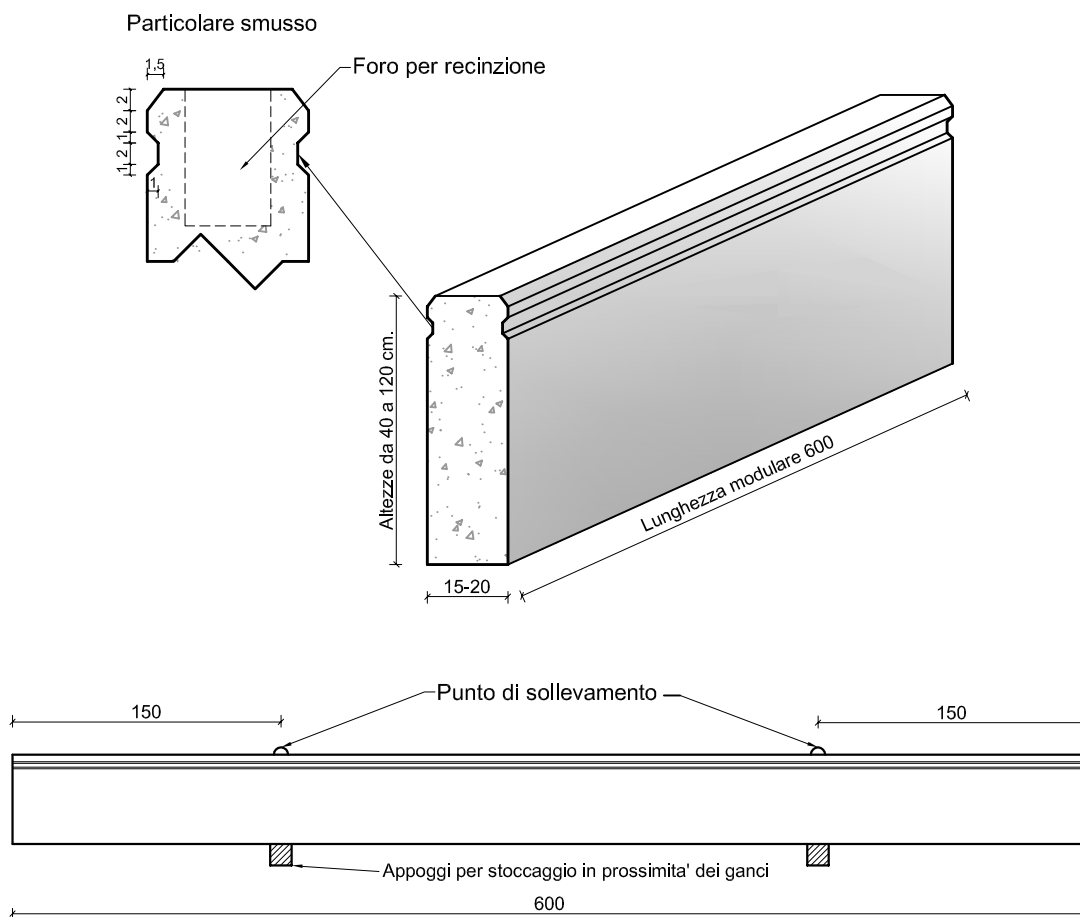 Particolare smusso
1,5
Foro per recinzione
2
2
1
2
1
1
Altezze da 40 a 120 cm.
Lunghezza modulare 600
15-20
Punto di sollevamento
150
150
Appoggi per stoccaggio in prossimita' dei ganci
600